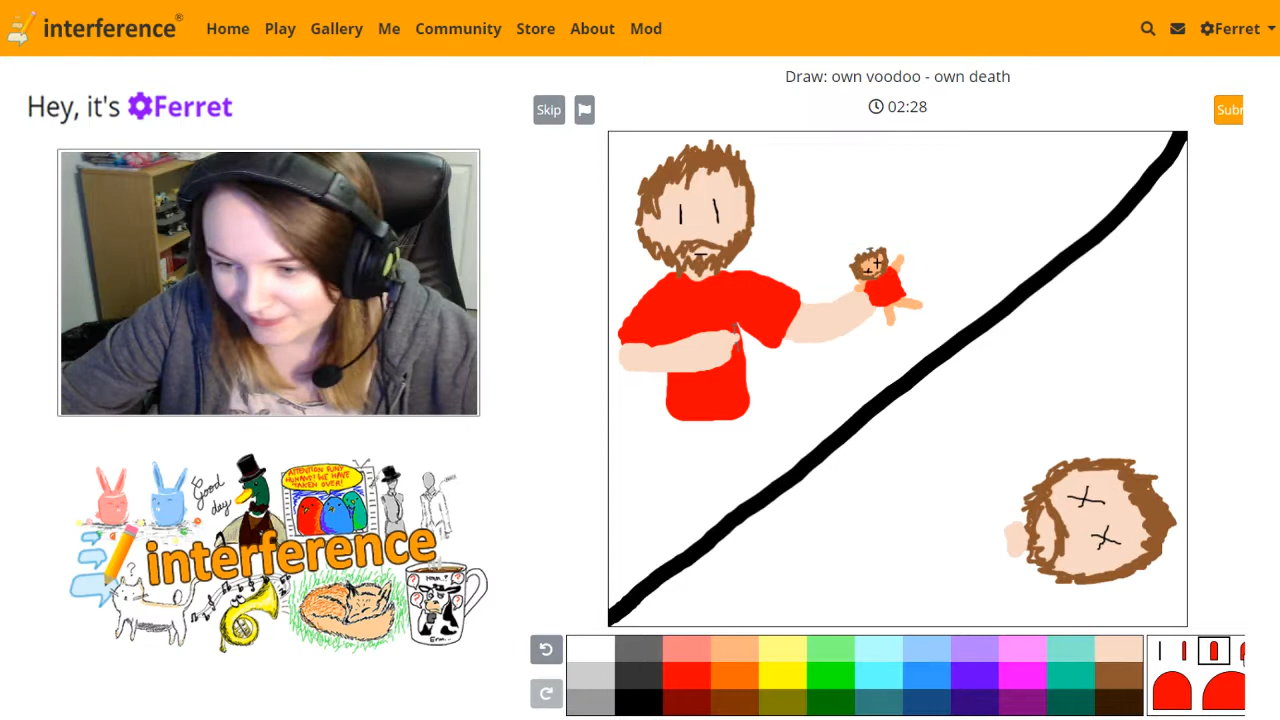 interference®
Home Play Gallery Me Community Store About Mod
Ferret
Hey, it's Ferret
Draw: own voodoo - own death
Skip
02:28
Subm
Good
day
ATTENTION PUNY
HUMANS! WE HAVE
TAKEN OVER!
interference
Erm...